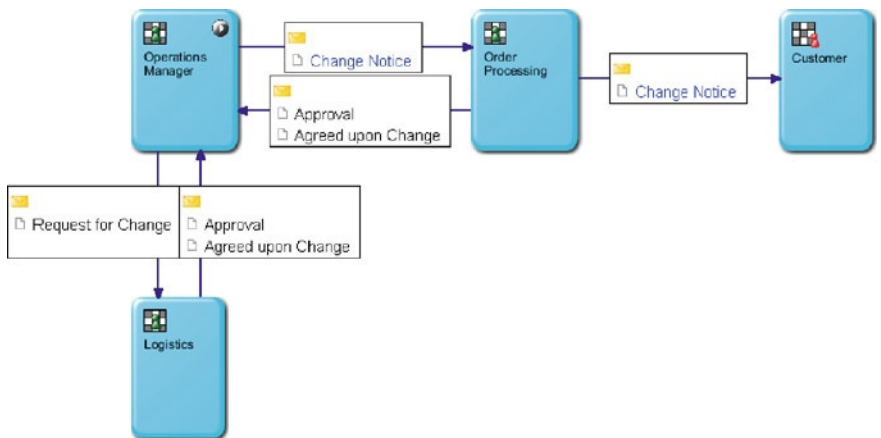 Operations
Manager
Change Notice
Order
Processing
Customer
Change Notice
Approval
Agreed upon Change
Request for Change
Approval
Agreed upon Change
Logistics